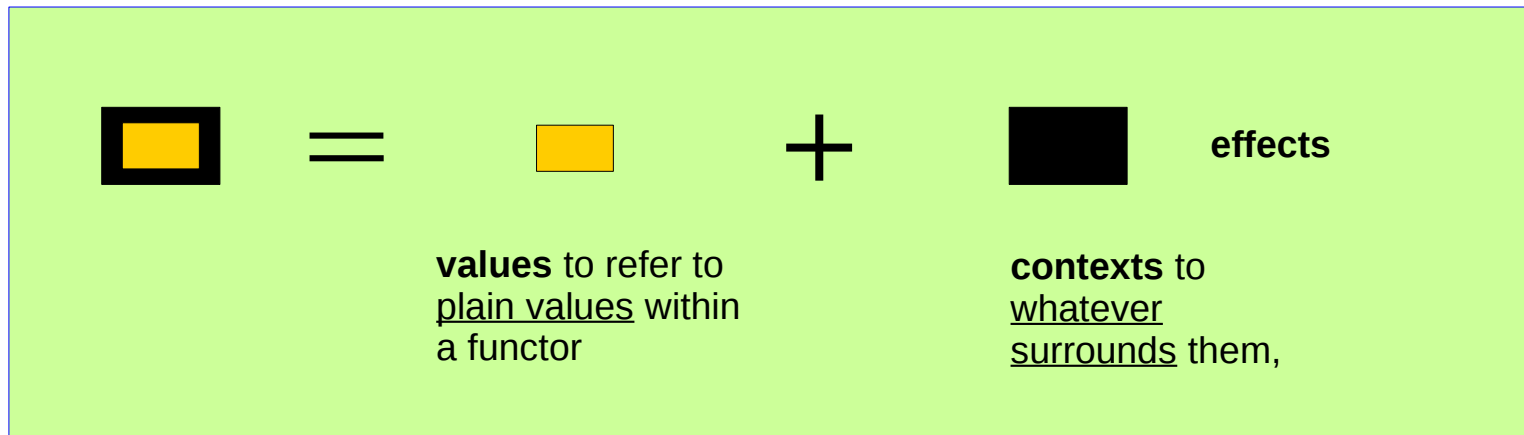 = + effects
values to refer to
plain values within
a functor
contexts to
whatever
surrounds them,